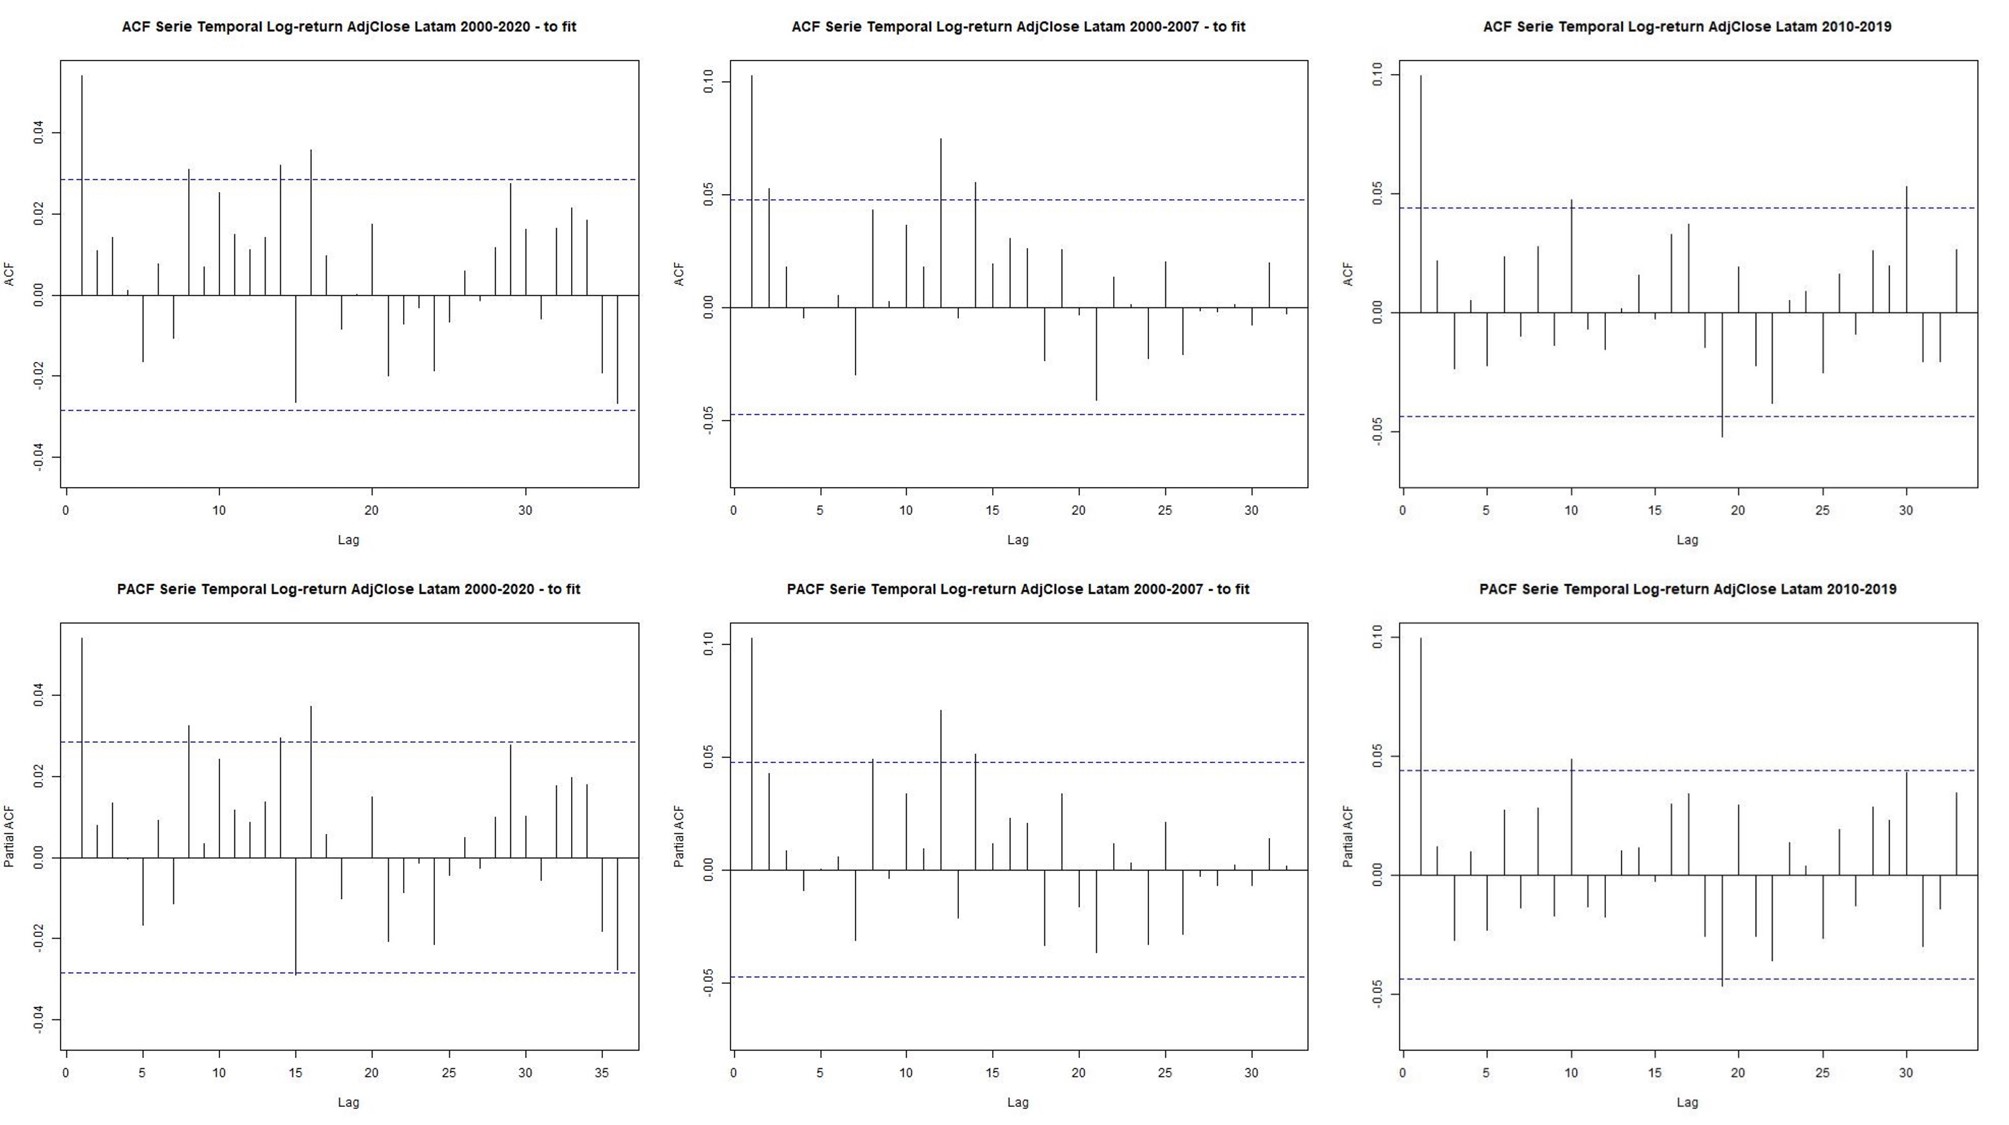 ACF Serie Temporal Log-return AdjClose Latam 2000-2020 - to fit
ACF
0.04
0.02
0.00
-0.02
-0.04
0 10 20 30
Lag
ACF Serie Temporal Log-return AdjClose Latam 2000-2007 - to fit
ACF
0.10
0.05
0.00
-0.05
0 5 10 15 20 25 30
Lag
ACF Serie Temporal Log-return AdjClose Latam 2010-2019
ACF
0.10
0.05
0.00
-0.05
0 5 10 15 20 25 30
Lag
PACF Serie Temporal Log-return AdjClose Latam 2000-2020 - to fit
Partial ACF
0.04
0.02
0.00
-0.02
-0.04
0 5 10 15 20 25 30 35
Lag
PACF Serie Temporal Log-return AdjClose Latam 2000-2007 - to fit
Partial ACF
0.10
0.05
0.00
-0.05
0 5 10 15 20 25 30
Lag
PACF Serie Temporal Log-return AdjClose Latam 2010-2019
Partial ACF
0.10
0.05
0.00
-0.05
0 5 10 15 20 25 30
Lag